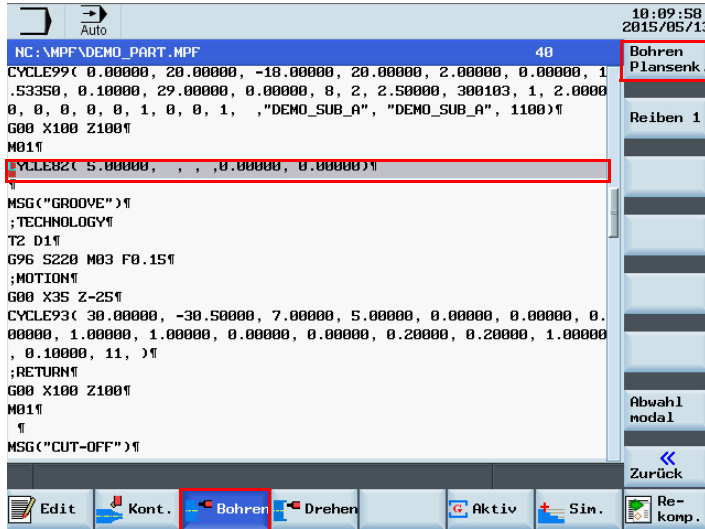 Auto
10:09:58
2015/05/13
NC:\MPF\DEMO_PART.MPF 40
CYCLE99( 0.00000, 20.00000, -18.00000, 20.00000, 2.00000, 0.00000, 1
.53350, 0.10000, 29.00000, 0.00000, 8, 2, 2.50000, 300103, 1, 2.0000
0, 0, 0, 0, 0, 1, 0, 0, 1, ,"DEMO_SUB_A", "DEMO_SUB_A", 1100)¶
G00 X100 Z100¶
M01¶
CYCLE82( 5.00000, , , ,0.00000, 0.00000)¶
¶
MSG("GROOVE")¶
;TECHNOLOGY¶
T2 D1¶
G96 S220 M03 F0.15¶
;MOTION¶
G00 X35 Z-25¶
CYCLE93( 30.00000, -30.50000, 7.00000, 5.00000, 0.00000, 0.00000, 0.
00000, 1.00000, 1.00000, 0.00000, 0.00000, 0.20000, 0.20000, 1.00000
, 0.10000, 11, )¶
;RETURN¶
G00 X100 Z100¶
M01¶
¶
MSG("CUT-OFF")¶
Bohren
Plansenk.
Reiben 1
Abwahl
modal
«
Zurück
Edit Kont. Bohren Drehen G Aktiv Sim.
Re-
komp.